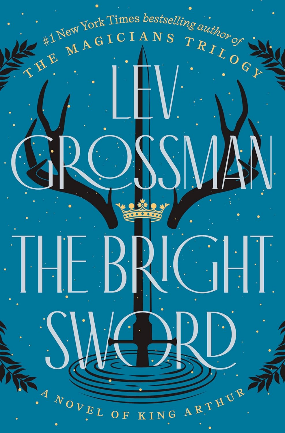 #1 New York Times bestselling author of
THE MAGICIANS TRILOGY
LEV
GROSSMAN
THE BRIGHT
SWORD
A NOVEL OF KING ARTHUR